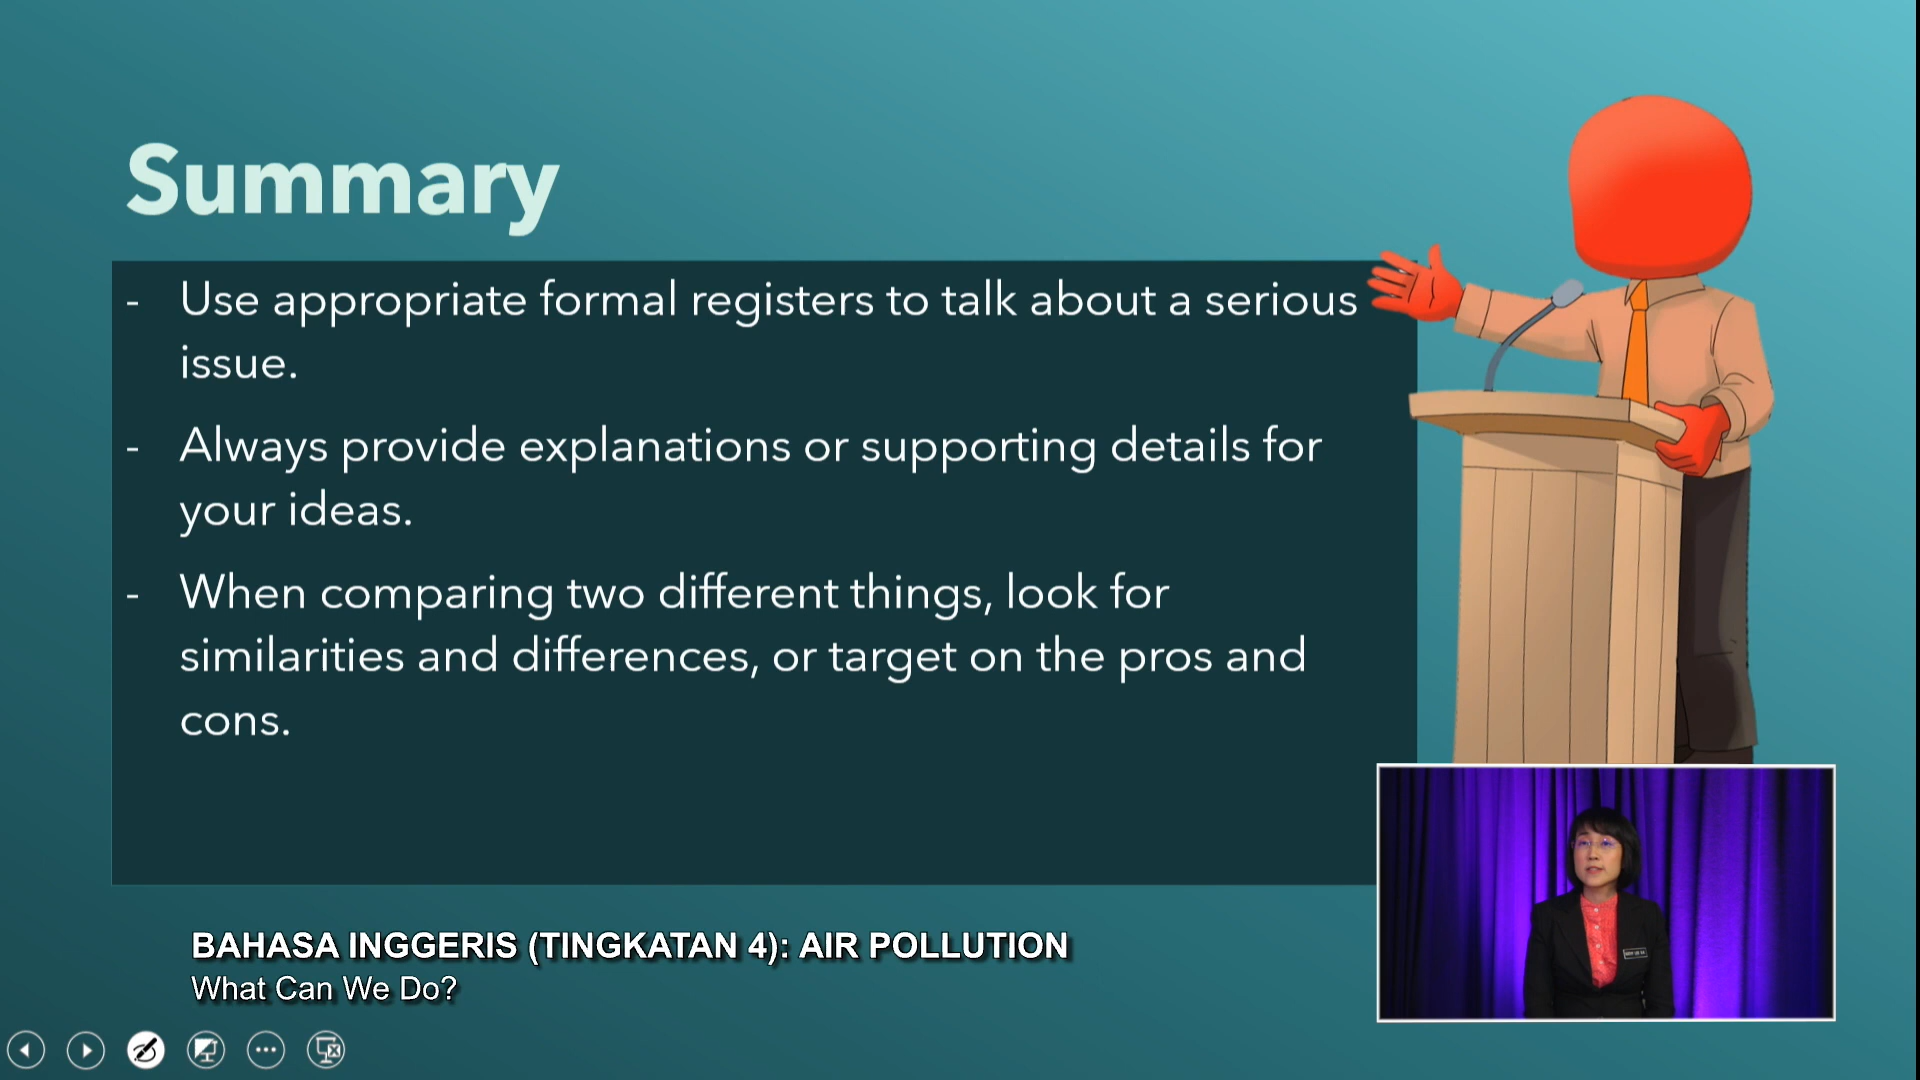 Summary
- Use appropriate formal registers to talk about a serious
issue.
- Always provide explanations or supporting details for
your ideas.
- When comparing two different things, look for
similarities and differences, or target on the pros and
cons.
BAHASA INGGERIS (TINGKATAN 4): AIR POLLUTION
What Can We Do?